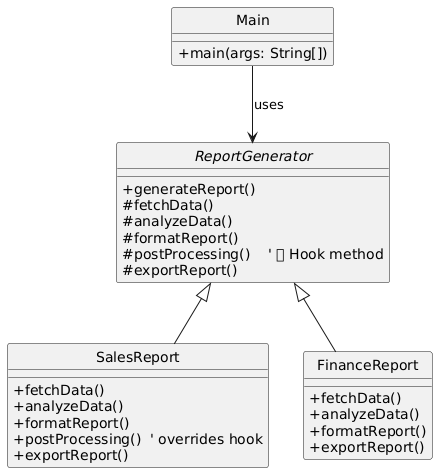 Main
+main(args: String[])
uses
ReportGenerator
+generateReport()
#fetchData()
#analyzeData()
#formatReport()
#postProcessing()    ' Hook method
#exportReport()
SalesReport
+fetchData()
+analyzeData()
+formatReport()
+postProcessing()  ' overrides hook
+exportReport()
FinanceReport
+fetchData()
+analyzeData()
+formatReport()
+exportReport()